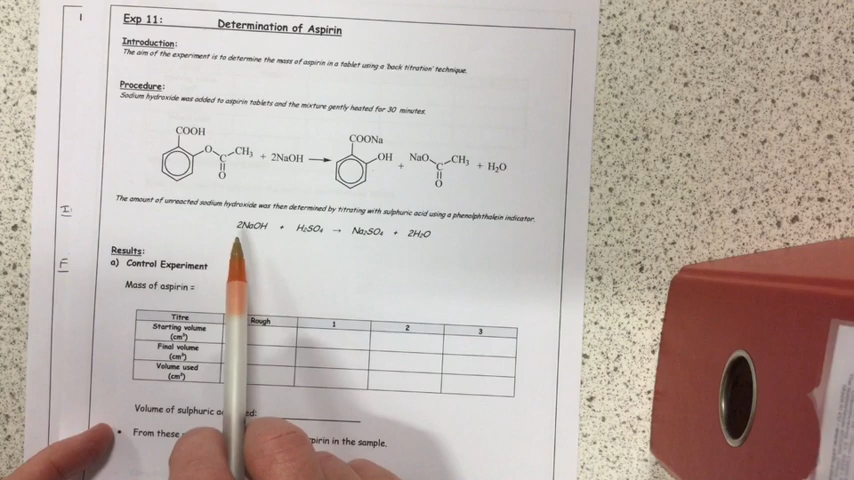 1
Exp 11: Determination of Aspirin
Introduction:
The aim of the experiment is to determine the mass of aspirin in a tablet using a 'back titration' technique.
Procedure:
Sodium hydroxide was added to aspirin tablets and the mixture gently heated for 30 minutes.
COOH
O
C
CH₃
O
+ 2NaOH →
COONa
OH
+
NaO
C
CH₃
O
+ H₂O
The amount of unreacted sodium hydroxide was then determined by titrating with sulphuric acid using a phenolphthalein indicator.
I
2NaOH + H₂SO₄ → Na₂SO₄ + 2H₂O
Results:
F
a) Control Experiment
Mass of aspirin =
Titre Rough 1 2 3
Starting volume
(cm³)
Final volume
(cm³)
Volume used
(cm³)
Volume of sulphuric ed:
• From these in the sample.